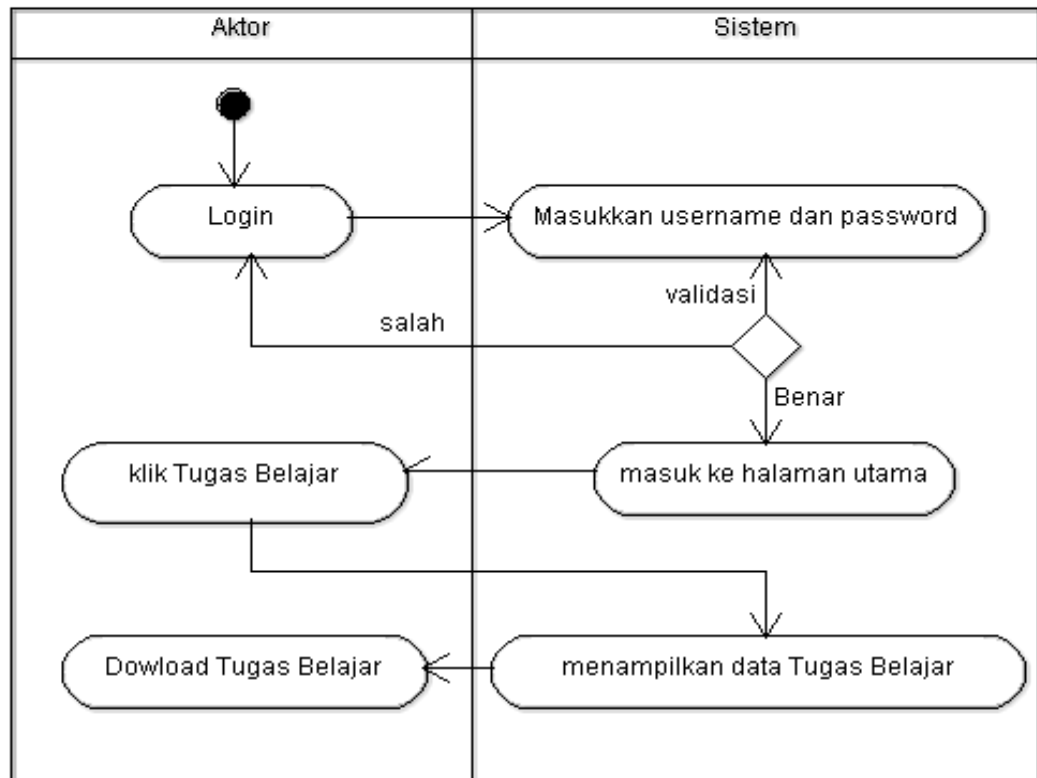 Aktor
Sistem
Login
Masukkan username dan password
validasi
salah
Benar
klik Tugas Belajar
masuk ke halaman utama
Dowload Tugas Belajar
menampilkan data Tugas Belajar